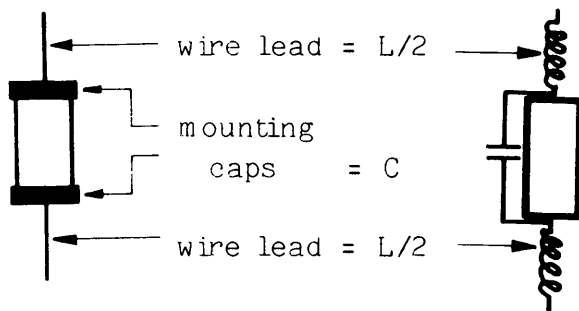 wire lead = L/2
mounting
caps = C
wire lead = L/2